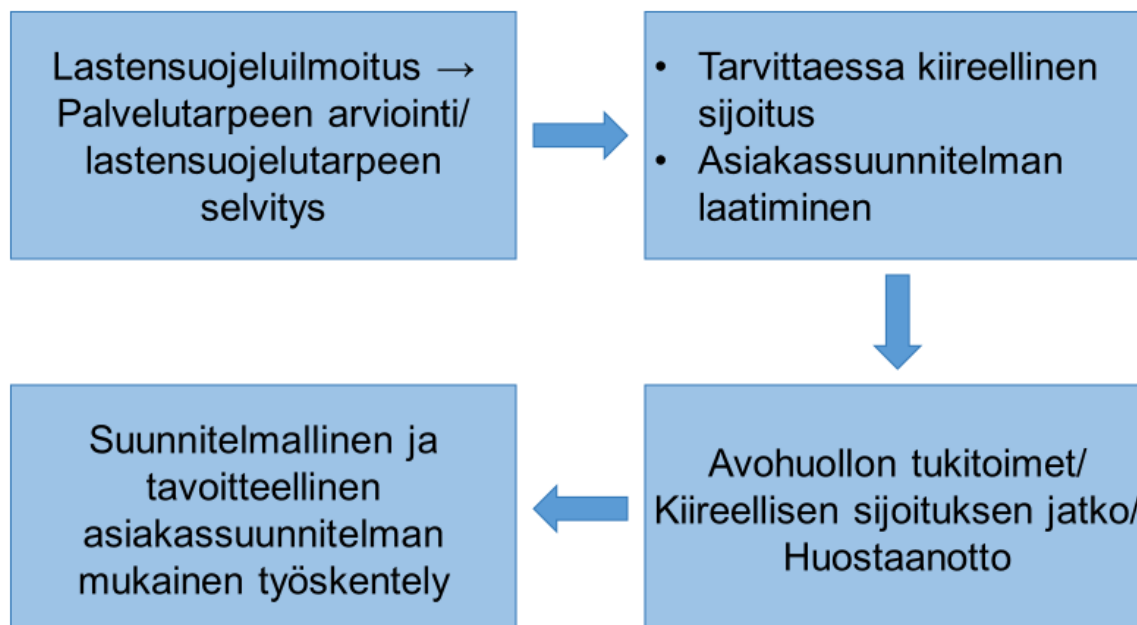 Lastensuojeluilmoitus →
Palvelutarpeen arviointi/
lastensuojelutarpeen
selvitys
• Tarvittaessa kiireellinen
sijoitus
• Asiakassuunnitelman
laatiminen
Avohuollon tukitoimet/
Kiireellisen sijoituksen jatko/
Huostaanotto
Suunnitelmallinen ja
tavoitteellinen
asiakassuunnitelman
mukainen työskentely